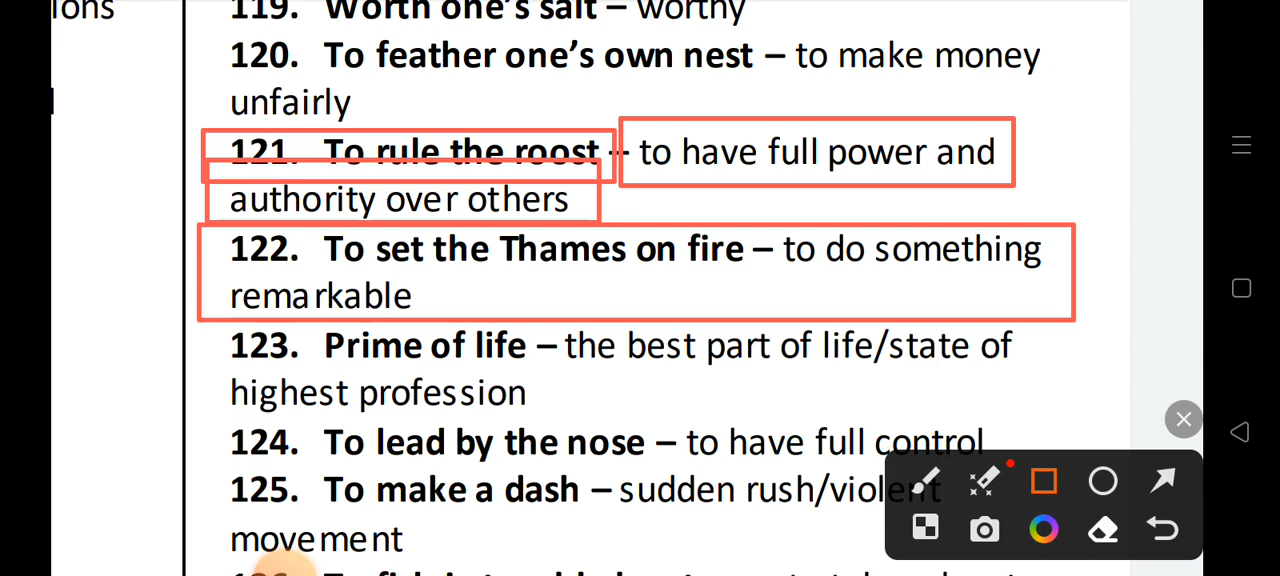 ions
119. Worth one's salt – worthy
120. To feather one's own nest – to make money
unfairly
121. To rule the roost – to have full power and
authority over others
122. To set the Thames on fire – to do something
remarkable
123. Prime of life – the best part of life/state of
highest profession
124. To lead by the nose – to have full control
125. To make a dash – sudden rush/violent
movement